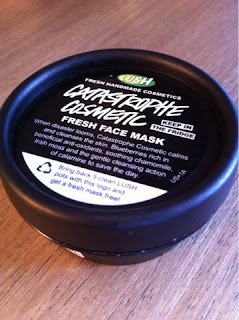 LUSH
FRESH HANDMADE COSMETICS
CATASTROPHE
COSMETIC
KEEP IN
THE FRIDGE
FRESH FACE MASK
When disaster looms, Catastrophe Cosmetic calms
and cleanses the skin. Blueberries rich in
beneficial anti-oxidants, soothing chamomile,
Irish moss and the gentle cleansing action
of calamine to save the day.
Bring back 5 clean LUSH
pots with this logo and
get a fresh mask free!